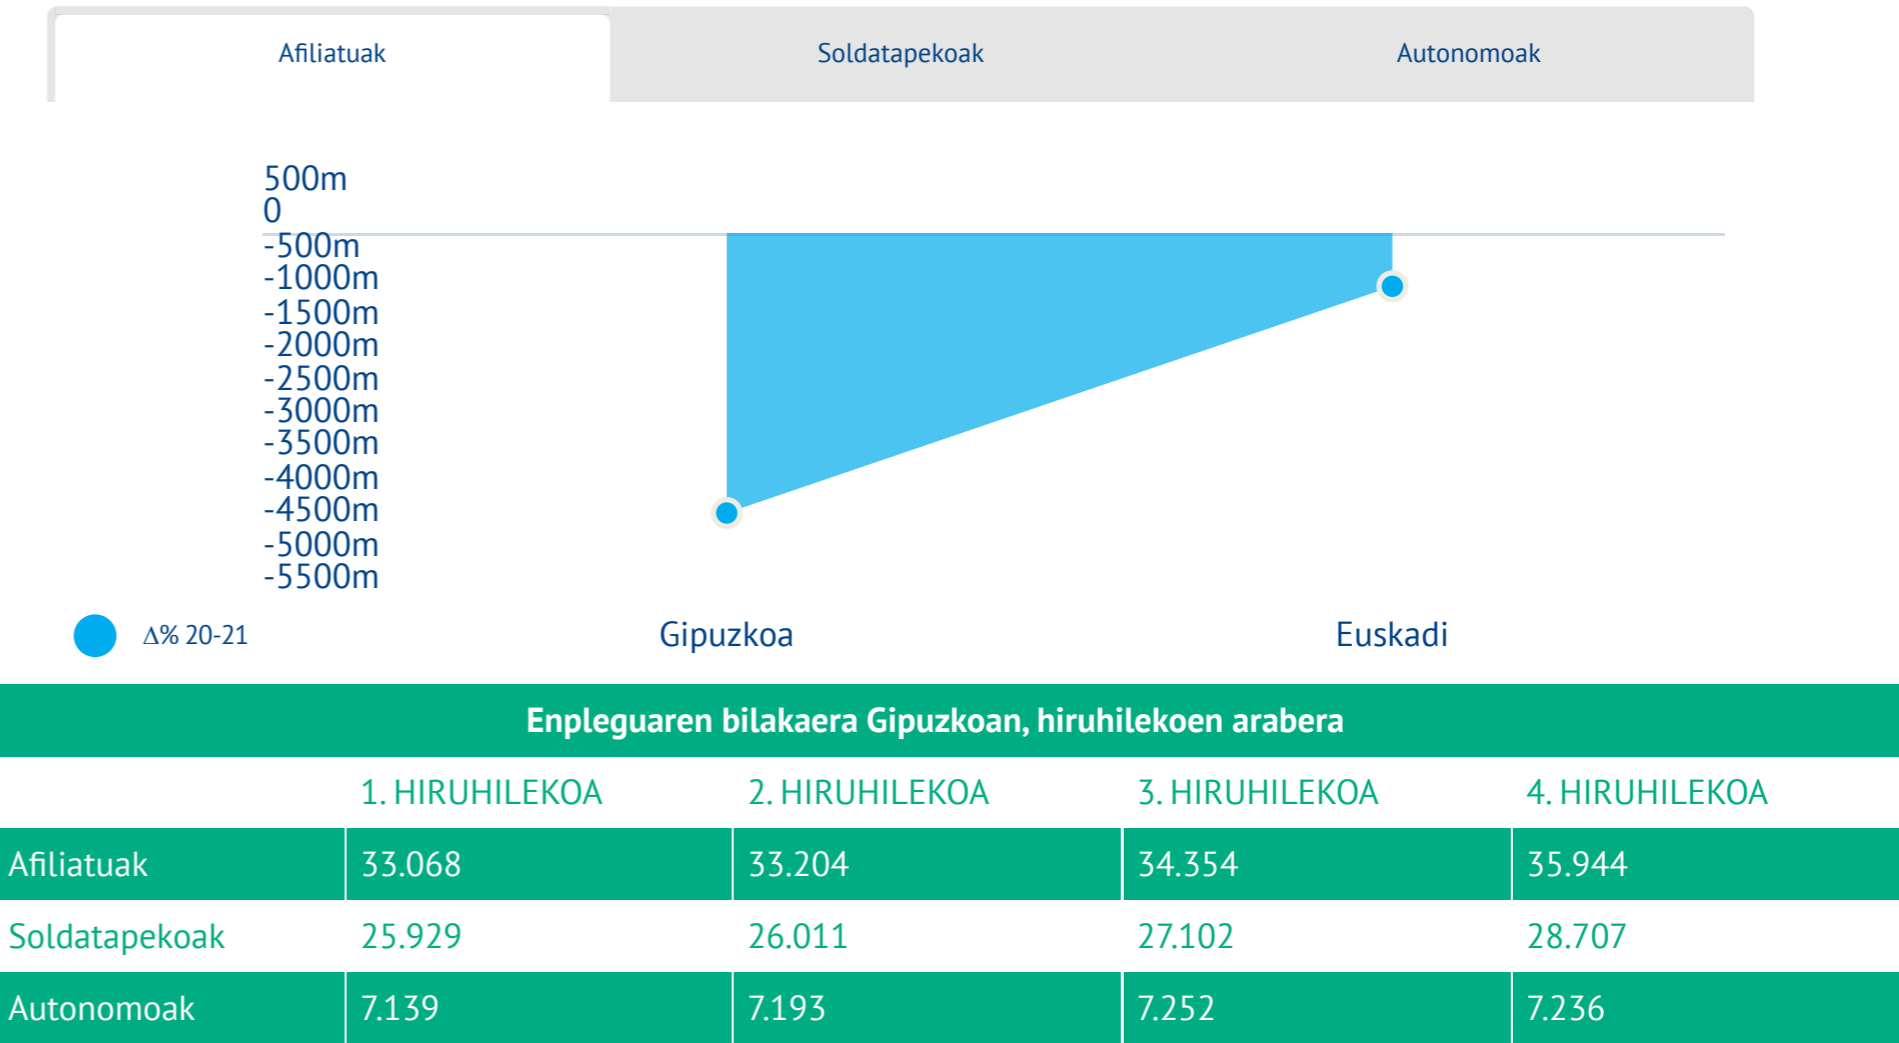 Afiliatuak Soldatapekoak Autonomoak
500m
0
-500m
-1000m
-1500m
-2000m
-2500m
-3000m
-3500m
-4000m
-4500m
-5000m
-5500m
Δ% 20-21 Gipuzkoa Euskadi
Enpleguaren bilakaera Gipuzkoan, hiruhilekoen arabera
1. HIRUHILEKOA 2. HIRUHILEKOA 3. HIRUHILEKOA 4. HIRUHILEKOA
Afiliatuak 33.068 33.204 34.354 35.944
Soldatapekoak 25.929 26.011 27.102 28.707
Autonomoak 7.139 7.193 7.252 7.236